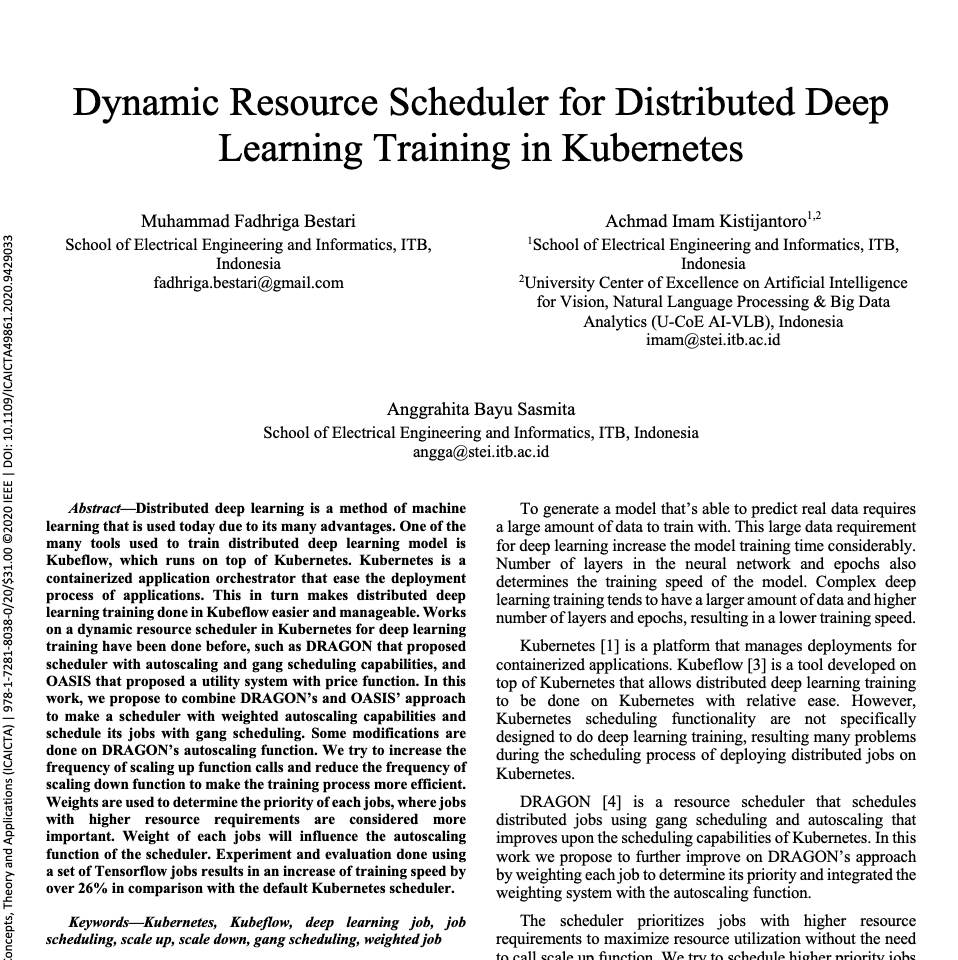 Dynamic Resource Scheduler for Distributed Deep
Learning Training in Kubernetes
Muhammad Fadhriga Bestari
School of Electrical Engineering and Informatics, ITB,
Indonesia
fadhriga.bestari@gmail.com
Achmad Imam Kistijantoro1,2
1School of Electrical Engineering and Informatics, ITB,
Indonesia
2University Center of Excellence on Artificial Intelligence
for Vision, Natural Language Processing & Big Data
Analytics (U-CoE AI-VLB), Indonesia
imam@stei.itb.ac.id
Anggrahita Bayu Sasmita
School of Electrical Engineering and Informatics, ITB, Indonesia
angga@stei.itb.ac.id
Abstract—Distributed deep learning is a method of machine
learning that is used today due to its many advantages. One of the
many tools used to train distributed deep learning model is
Kubeflow, which runs on top of Kubernetes. Kubernetes is a
containerized application orchestrator that ease the deployment
process of applications. This in turn makes distributed deep
learning training done in Kubeflow easier and manageable. Works
on a dynamic resource scheduler in Kubernetes for deep learning
training have been done before, such as DRAGON that proposed
scheduler with autoscaling and gang scheduling capabilities, and
OASIS that proposed a utility system with price function. In this
work, we propose to combine DRAGON's and OASIS' approach
to make a scheduler with weighted autoscaling capabilities and
schedule its jobs with gang scheduling. Some modifications are
done on DRAGON's autoscaling function. We try to increase the
frequency of scaling up function calls and reduce the frequency of
scaling down function to make the training process more efficient.
Weights are used to determine the priority of each jobs, where jobs
with higher resource requirements are considered more
important. Weight of each jobs will influence the autoscaling
function of the scheduler. Experiment and evaluation done using
a set of Tensorflow jobs results in an increase of training speed by
over 26% in comparison with the default Kubernetes scheduler.
Keywords—Kubernetes, Kubeflow, deep learning job, job
scheduling, scale up, scale down, gang scheduling, weighted job
To generate a model that's able to predict real data requires
a large amount of data to train with. This large data requirement
for deep learning increase the model training time considerably.
Number of layers in the neural network and epochs also
determines the training speed of the model. Complex deep
learning training tends to have a larger amount of data and higher
number of layers and epochs, resulting in a lower training speed.
Kubernetes [1] is a platform that manages deployments for
containerized applications. Kubeflow [3] is a tool developed on
top of Kubernetes that allows distributed deep learning training
to be done on Kubernetes with relative ease. However,
Kubernetes scheduling functionality are not specifically
designed to do deep learning training, resulting many problems
during the scheduling process of deploying distributed jobs on
Kubernetes.
DRAGON [4] is a resource scheduler that schedules
distributed jobs using gang scheduling and autoscaling that
improves upon the scheduling capabilities of Kubernetes. In this
work we propose to further improve on DRAGON's approach
by weighting each job to determine its priority and integrated the
weighting system with the autoscaling function.
The scheduler prioritizes jobs with higher resource
requirements to maximize resource utilization without the need
to call scale up function. We try to schedule higher priority jobs
Concepts, Theory and Applications (ICAICTA) | 978-1-7281-8038-0/20/$31.00 ©2020 IEEE | DOI: 10.1109/ICAICTA49861.2020.9429033